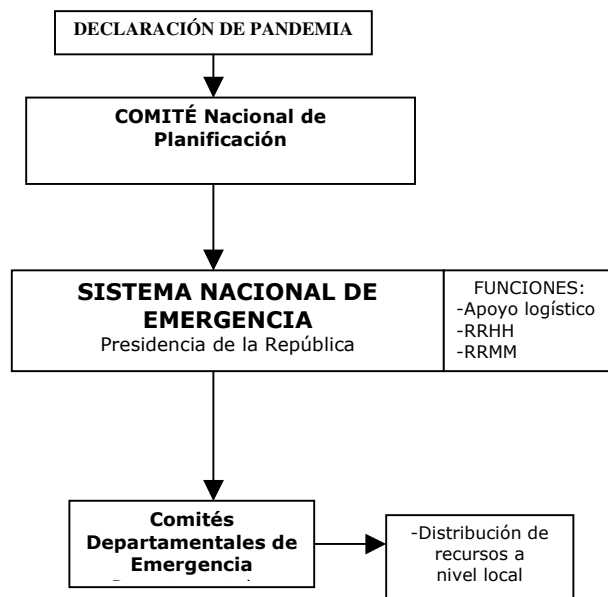 DECLARACIÓN DE PANDEMIA
COMITÉ Nacional de
Planificación
SISTEMA NACIONAL DE
EMERGENCIA
Presidencia de la República
FUNCIONES:
-Apoyo logístico
-RRHH
-RRMM
Comités
Departamentales de
Emergencia
-Distribución de
recursos a
nivel local